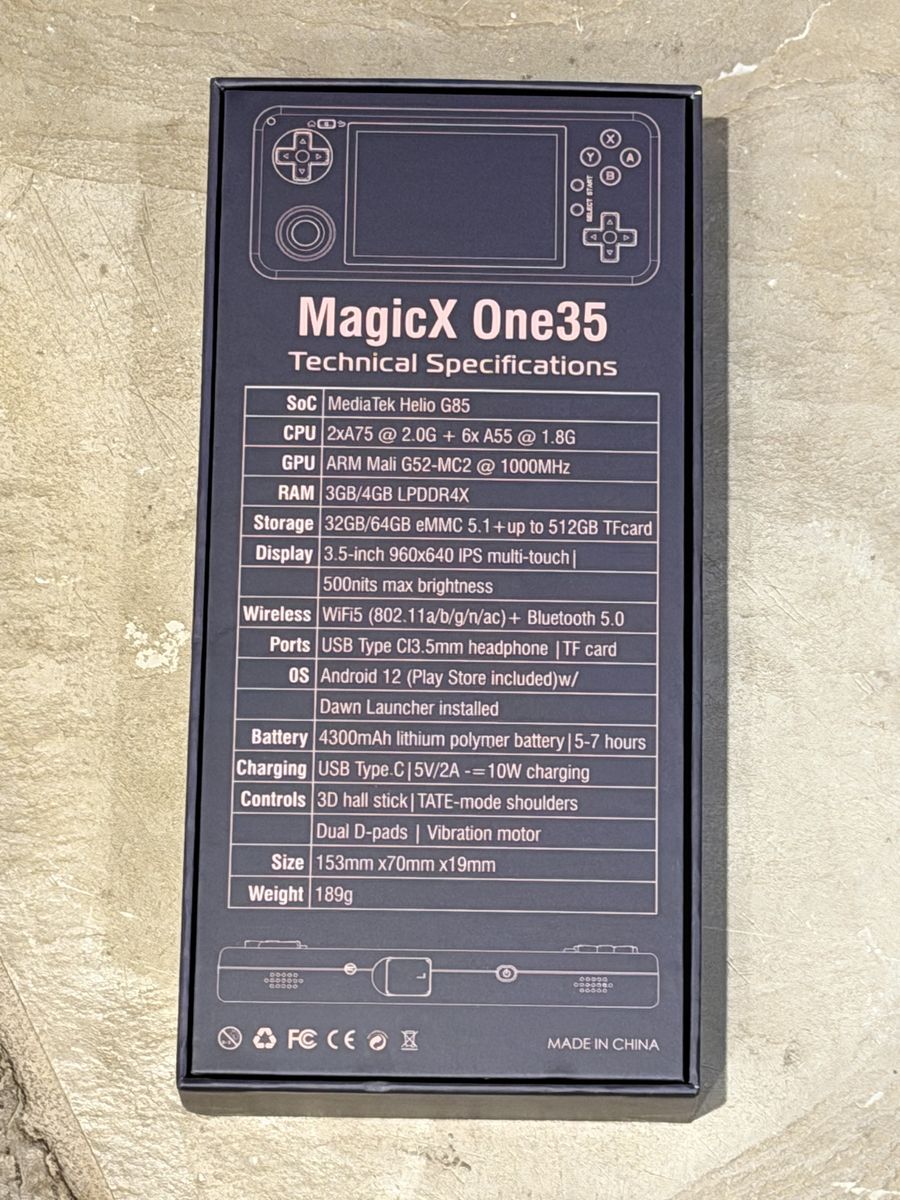 X
Y
A
B
SELECT START
MagicX One35
Technical Specifications
SoC MediaTek Helio G85
CPU 2xA75 @ 2.0G + 6x A55 @ 1.8G
GPU ARM Mali G52-MC2 @ 1000MHz
RAM 3GB/4GB LPDDR4X
Storage 32GB/64GB eMMC 5.1+up to 512GB TFcard
Display 3.5-inch 960x640 IPS multi-touch|
500nits max brightness
Wireless WiFi5 (802.11a/b/g/n/ac)+ Bluetooth 5.0
Ports USB Type Cl3.5mm headphone |TF card
OS Android 12 (Play Store included)w/
Dawn Launcher installed
Battery 4300mAh lithium polymer battery|5-7 hours
Charging USB Type.C|5V/2A -=10W charging
Controls 3D hall stick|TATE-mode shoulders
Dual D-pads | Vibration motor
Size 153mm x70mm x19mm
Weight 189g
FC CE
MADE IN CHINA